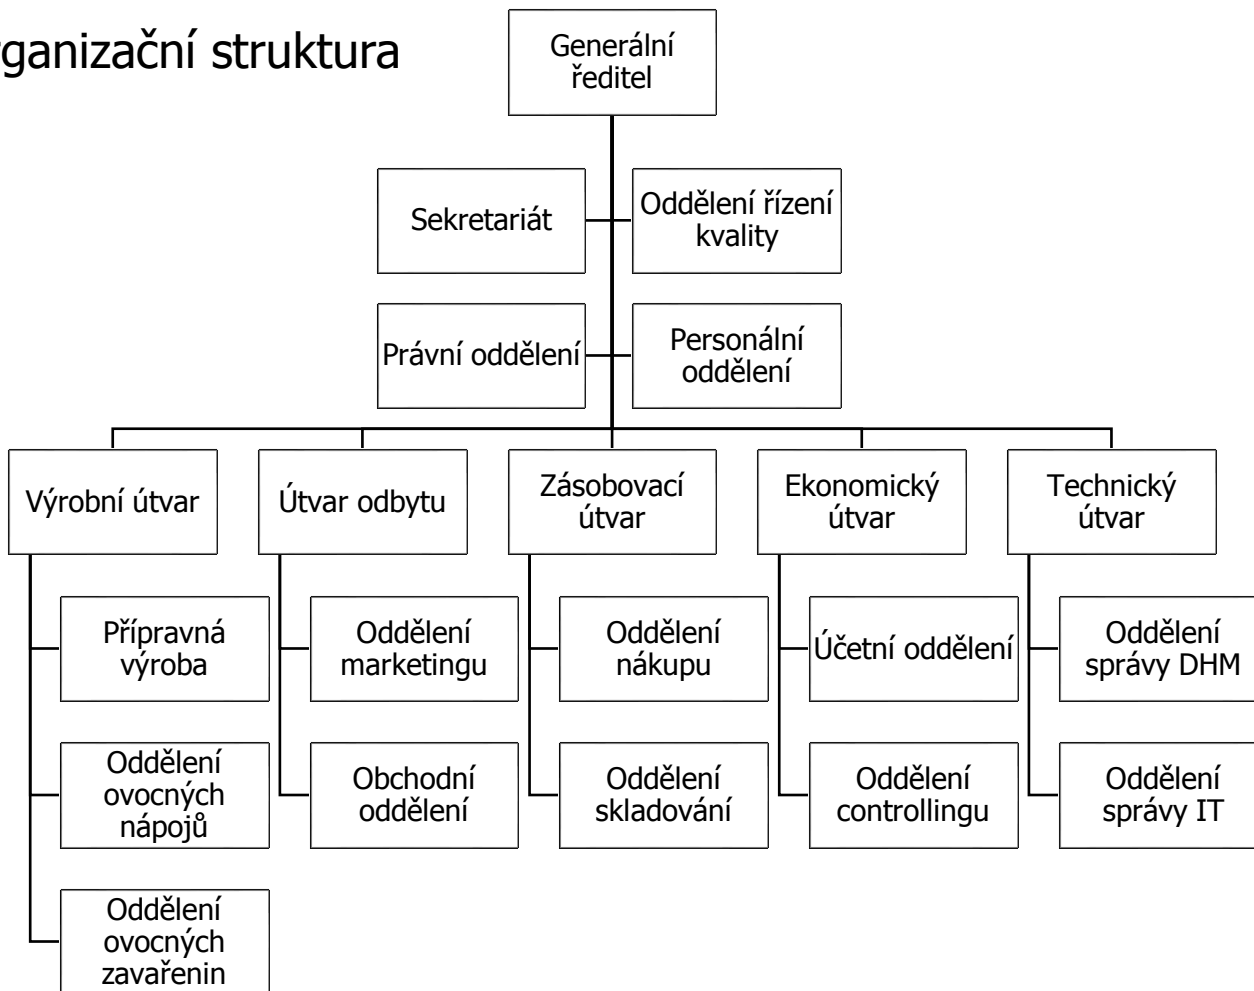 rganizační struktura
Generální
ředitel
Sekretariát
Oddělení řízení
kvality
Právní oddělení
Personální
oddělení
Výrobní útvar
Útvar odbytu
Zásobovací
útvar
Ekonomický
útvar
Technický
útvar
Přípravná
výroba
Oddělení
marketingu
Oddělení
nákupu
Účetní oddělení
Oddělení
správy DHM
Oddělení
ovocných
nápojů
Obchodní
oddělení
Oddělení
skladování
Oddělení
controllingu
Oddělení
správy IT
Oddělení
ovocných
zavařenin